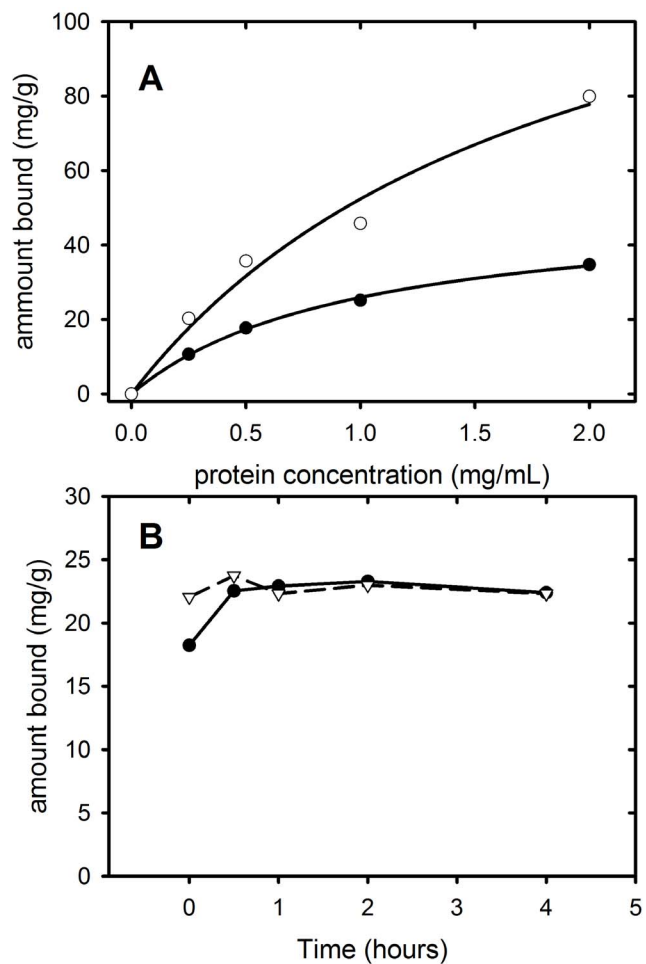 100
A
80
60
40
20
0
0.0 0.5 1.0 1.5 2.0
ammount bound (mg/g)
protein concentration (mg/mL)
30
B
25
20
15
10
5
0
0 1 2 3 4 5
amount bound (mg/g)
Time (hours)